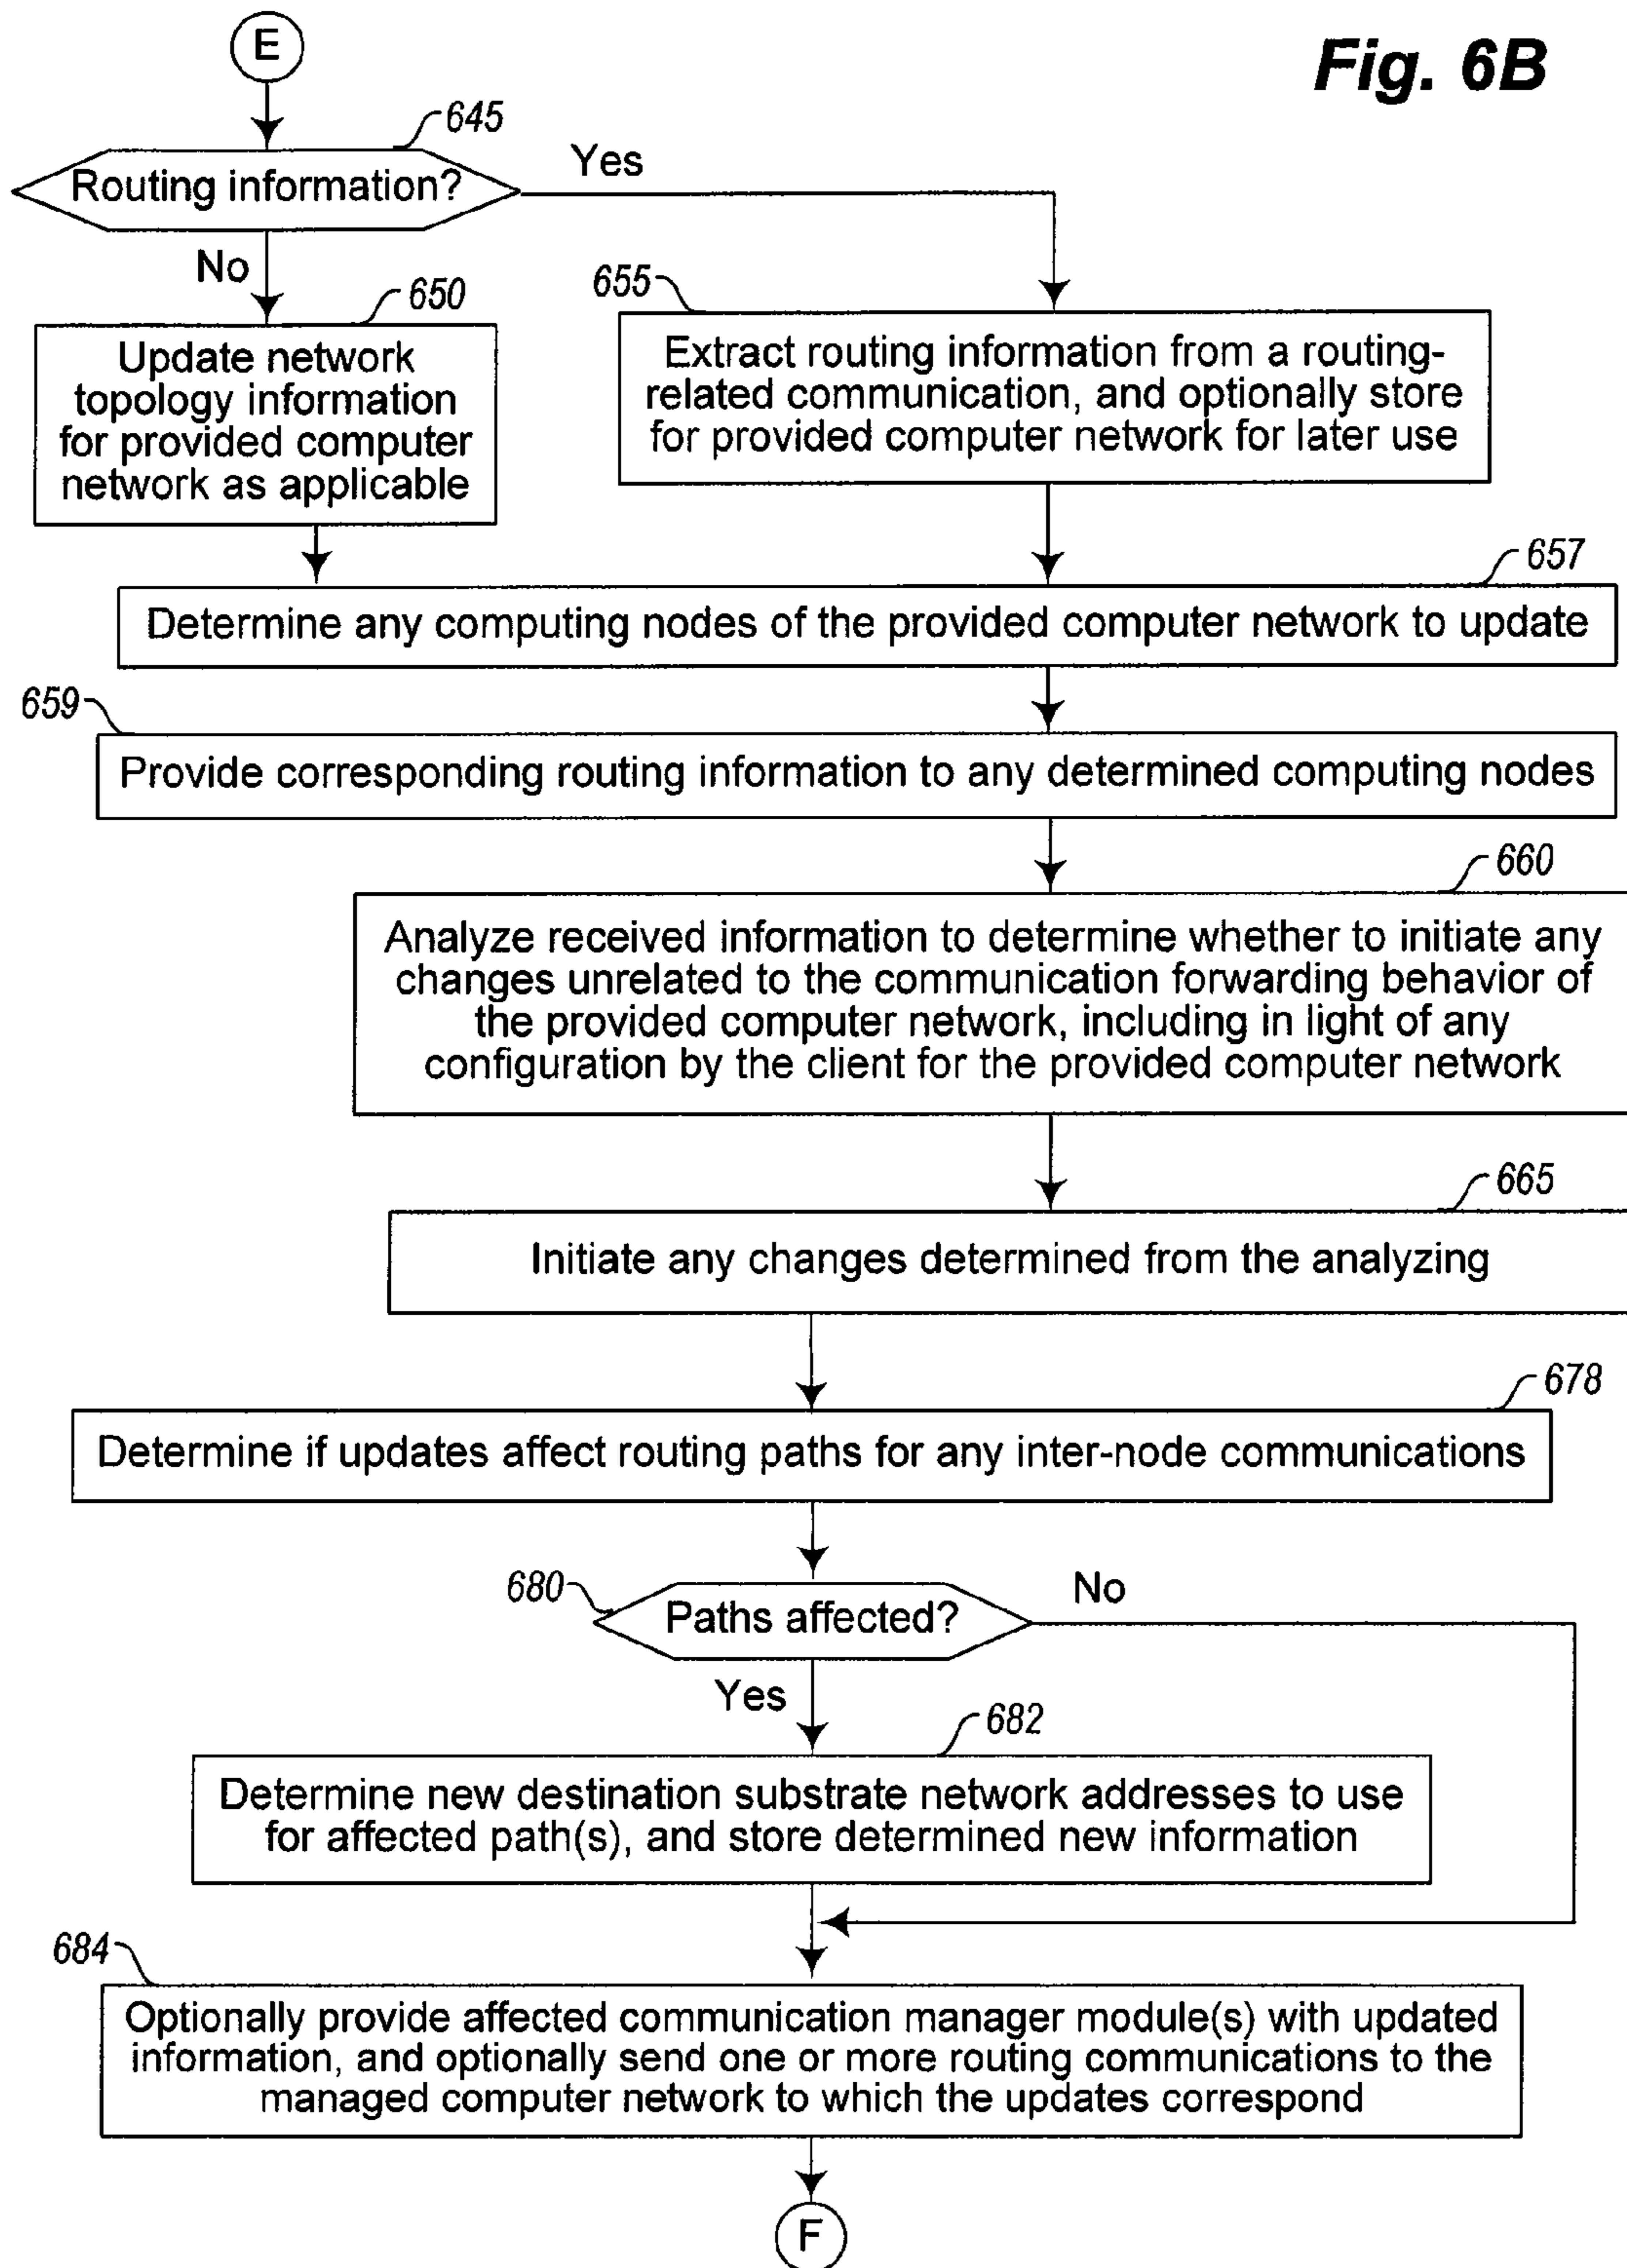 E
Fig. 6B
645
Routing information?
Yes
No
650
655
Update network
topology information
for provided computer
network as applicable
Extract routing information from a routing-
related communication, and optionally store
for provided computer network for later use
657
Determine any computing nodes of the provided computer network to update
659
Provide corresponding routing information to any determined computing nodes
660
Analyze received information to determine whether to initiate any
changes unrelated to the communication forwarding behavior of
the provided computer network, including in light of any
configuration by the client for the provided computer network
665
Initiate any changes determined from the analyzing
678
Determine if updates affect routing paths for any inter-node communications
680
Paths affected?
No
Yes
682
Determine new destination substrate network addresses to use
for affected path(s), and store determined new information
684
Optionally provide affected communication manager module(s) with updated
information, and optionally send one or more routing communications to the
managed computer network to which the updates correspond
F